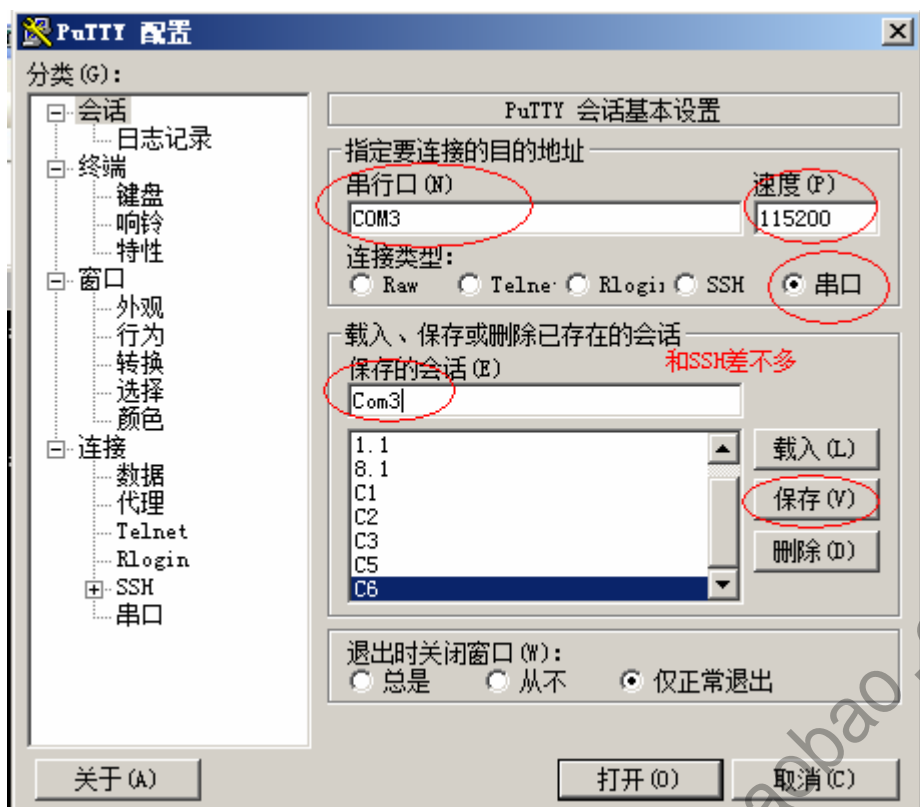 PuTTY 配置
分类(G):
会话
日志记录
终端
键盘
响铃
特性
窗口
外观
行为
转换
选择
颜色
连接
数据
代理
Telnet
Rlogin
SSH
串口
PuTTY 会话基本设置
指定要连接的目的地址
串行口(N) 速度(P)
COM3 115200
连接类型:
Raw Telne Rlogi SSH 串口
载入、保存或删除已存在的会话
和SSH差不多
保存的会话(E)
Com3
1.1
8.1
C1
C2
C3
C5
C6
载入(L)
保存(V)
删除(D)
退出时关闭窗口(W):
总是 从不 仅正常退出
关于(A) 打开(O) 取消(C)